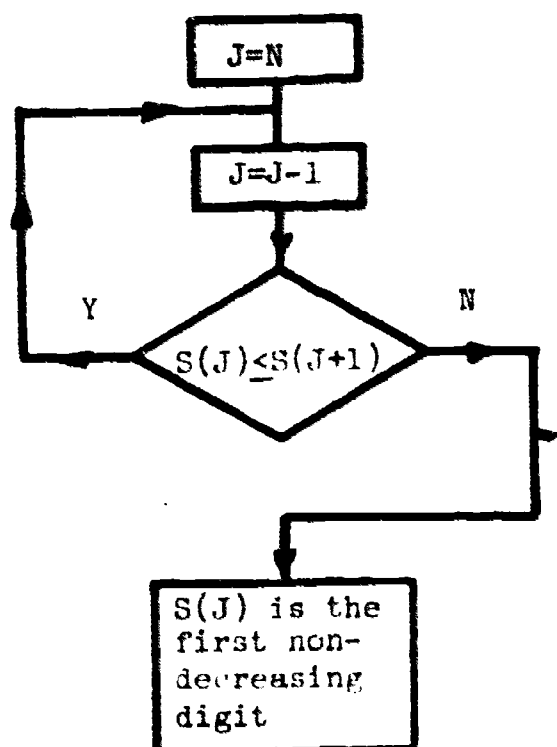 J=N
J=J-1
Y
N
S(J)≤S(J+1)
S(J) is the
first non-
decreasing
digit